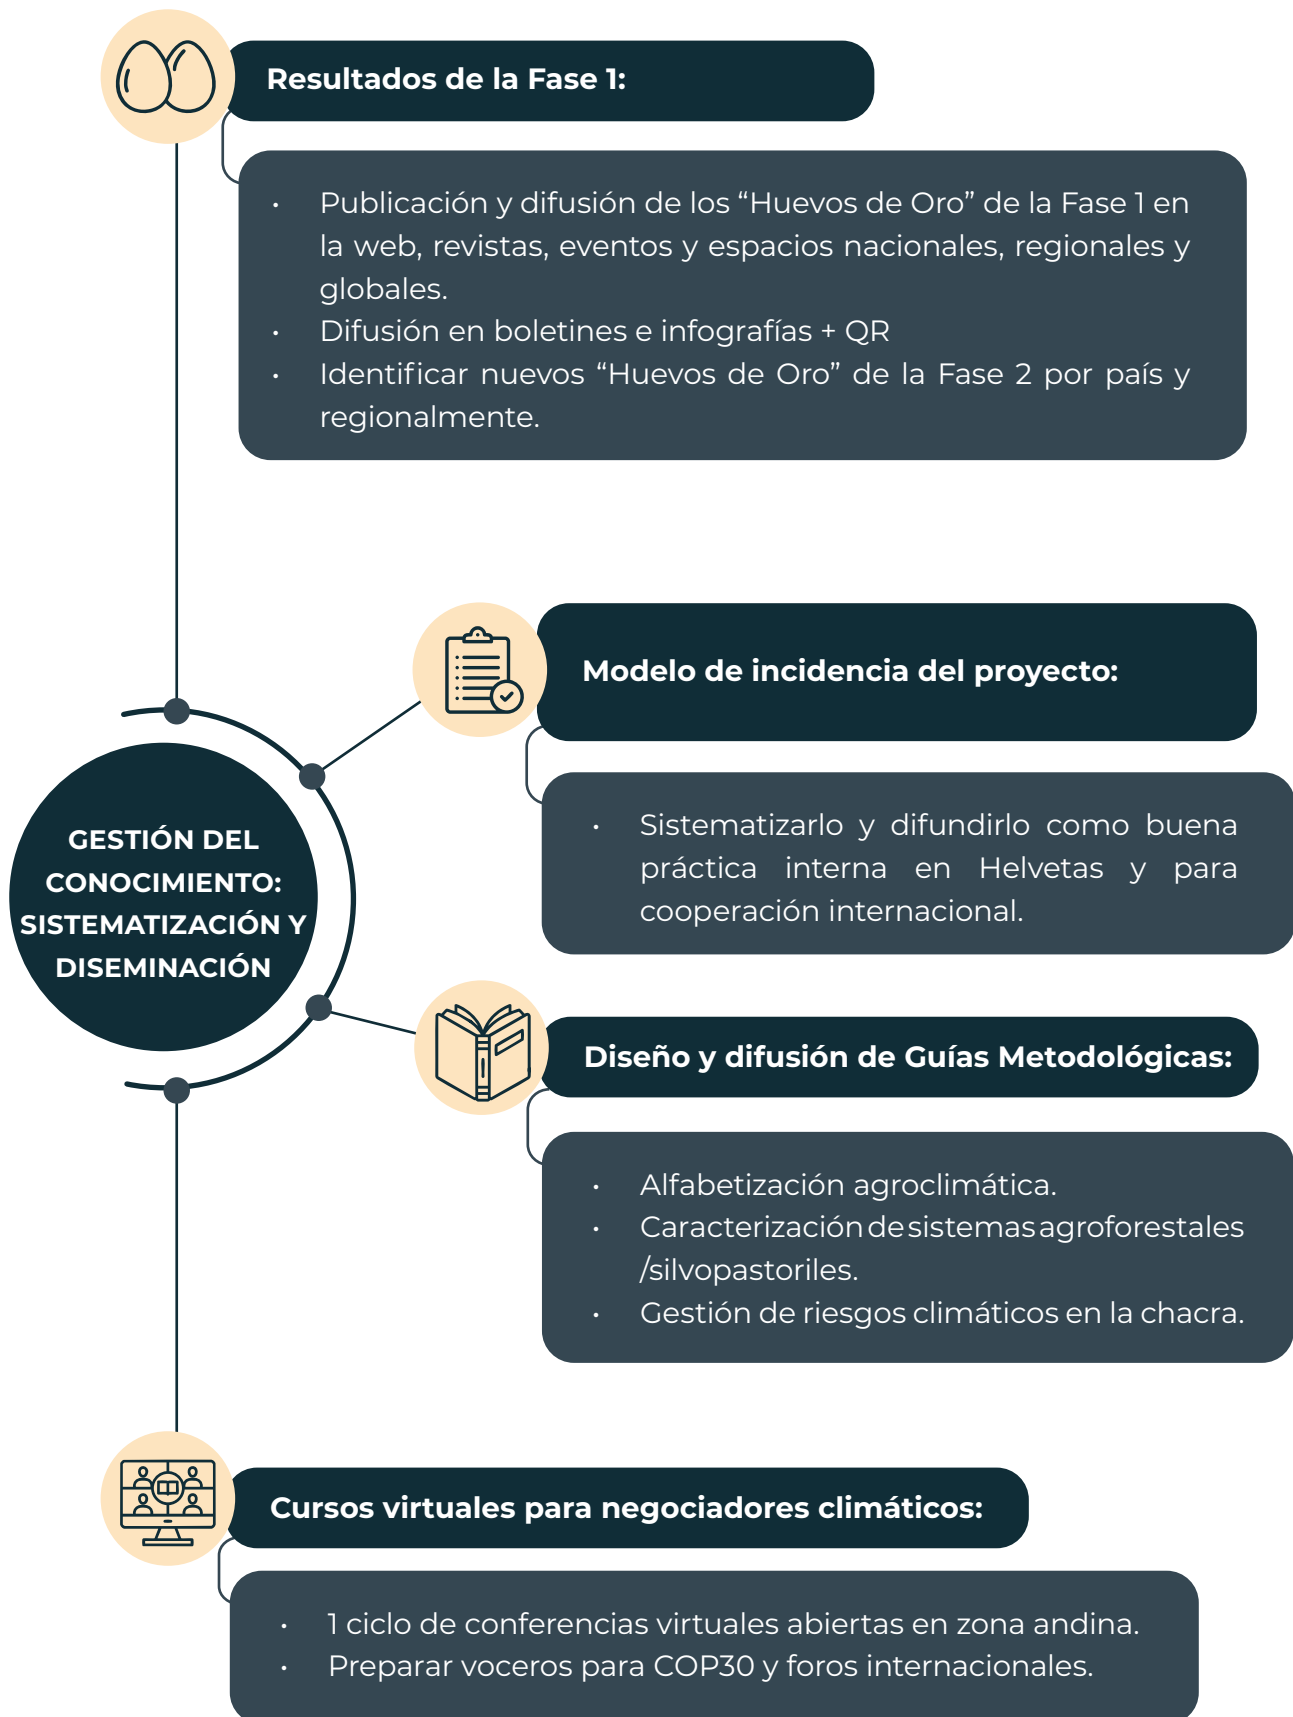 Resultados de la Fase 1:
• Publicación y difusión de los “Huevos de Oro” de la Fase 1 en
la web, revistas, eventos y espacios nacionales, regionales y
globales.
• Difusión en boletines e infografías + QR
• Identificar nuevos “Huevos de Oro” de la Fase 2 por país y
regionalmente.
Modelo de incidencia del proyecto:
• Sistematizarlo y difundirlo como buena
práctica interna en Helvetas y para
cooperación internacional.
GESTIÓN DEL
CONOCIMIENTO:
SISTEMATIZACIÓN Y
DISEMINACIÓN
Diseño y difusión de Guías Metodológicas:
• Alfabetización agroclimática.
• Caracterización de sistemas agroforestales
/silvopastoriles.
• Gestión de riesgos climáticos en la chacra.
Cursos virtuales para negociadores climáticos:
• 1 ciclo de conferencias virtuales abiertas en zona andina.
• Preparar voceros para COP30 y foros internacionales.